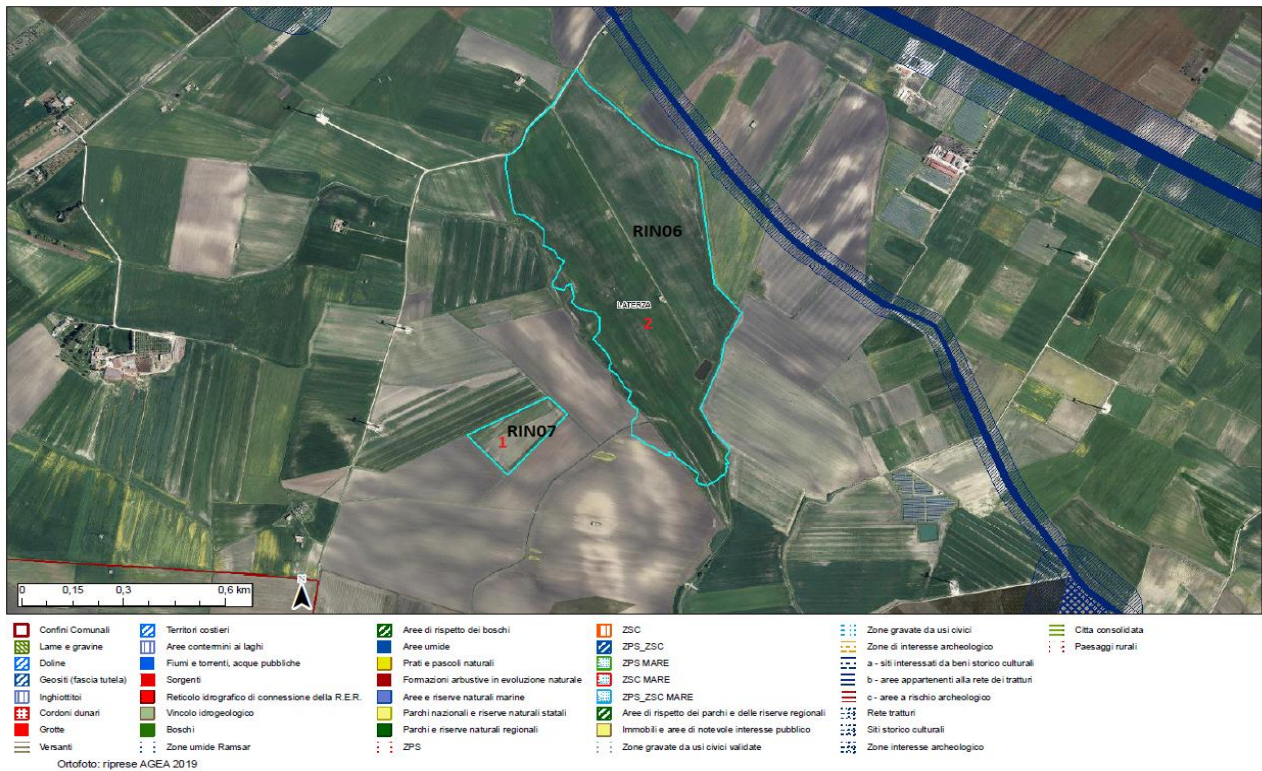 RIN06
LATERZA
2
RIN07
1
0 0,15 0,3 0,6 km
Confini Comunali
Lame e gravine
Doline
Geositi (fascia tutela)
Inghiottitoi
Cordoni dunari
Grotte
Versanti
Territori costieri
Aree contermini ai laghi
Fiumi e torrenti, acque pubbliche
Sorgenti
Reticolo idrografico di connessione della R.E.R.
Vincolo idrogeologico
Boschi
Zone umide Ramsar
Aree di rispetto dei boschi
Aree umide
Prati e pascoli naturali
Formazioni arbustive in evoluzione naturale
Aree e riserve naturali marine
Parchi nazionali e riserve naturali statali
Parchi e riserve naturali regionali
ZPS
ZSC
ZPS_ZSC
ZPS MARE
ZSC MARE
ZPS_ZSC MARE
Aree di rispetto dei parchi e delle riserve regionali
Immobili e aree di notevole interesse pubblico
Zone gravate da usi civici validate
Zone gravate da usi civici
Zone di interesse archeologico
a - siti interessati da beni storico culturali
b - aree appartenenti alla rete dei tratturi
c - aree a rischio archeologico
Rete tratturi
Siti storico culturali
Zone interesse archeologico
Citta consolidata
Paesaggi rurali
Ortofoto: riprese AGEA 2019